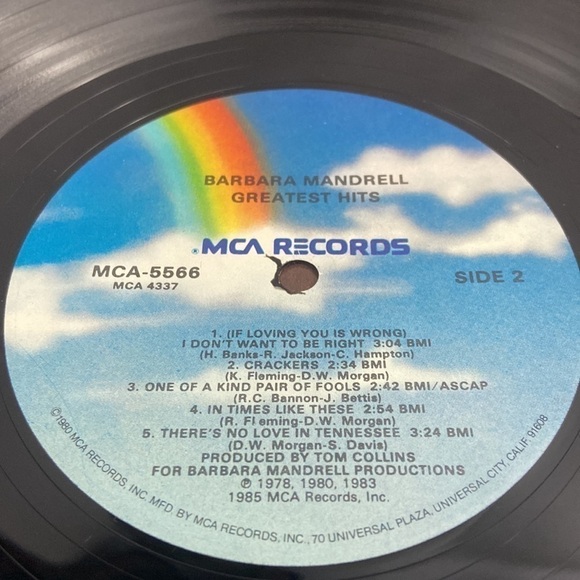 BARBARA MANDRELL
GREATEST HITS
MCA RECORDS
MCA-5566
MCA 4337
SIDE 2
1. (IF LOVING YOU IS WRONG)
I DON'T WANT TO BE RIGHT 3:04 BMI
(H. Banks-R. Jackson-C. Hampton)
2. CRACKERS 2:34 BMI
(K. Fleming-D.W. Morgan)
3. ONE OF A KIND PAIR OF FOOLS 2:42 BMI/ASCAP
(R.C. Bannon-J. Bettis)
4. IN TIMES LIKE THESE 2:54 BMI
(R. Fleming-D.W. Morgan)
5. THERE'S NO LOVE IN TENNESSEE 3:24 BMI
(D.W. Morgan-S. Davis)
PRODUCED BY TOM COLLINS
FOR BARBARA MANDRELL PRODUCTIONS
℗ 1978, 1980, 1983
1985 MCA Records, Inc.
©1980 MCA RECORDS, INC. MFD. BY MCA RECORDS, INC., 70 UNIVERSAL PLAZA, UNIVERSAL CITY, CALIF. 91608